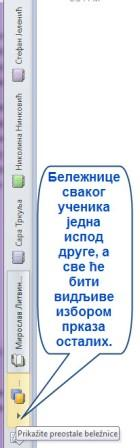 Стефан Јеленић
Николина Нинковић
Сара Тркуља
Мирослав Литвин...
Бележнице
сваког
ученика
једна
испод
друге, а
све ће
бити
видљиве
избором
прказа
осталих.
Prikažite preostale beležnice